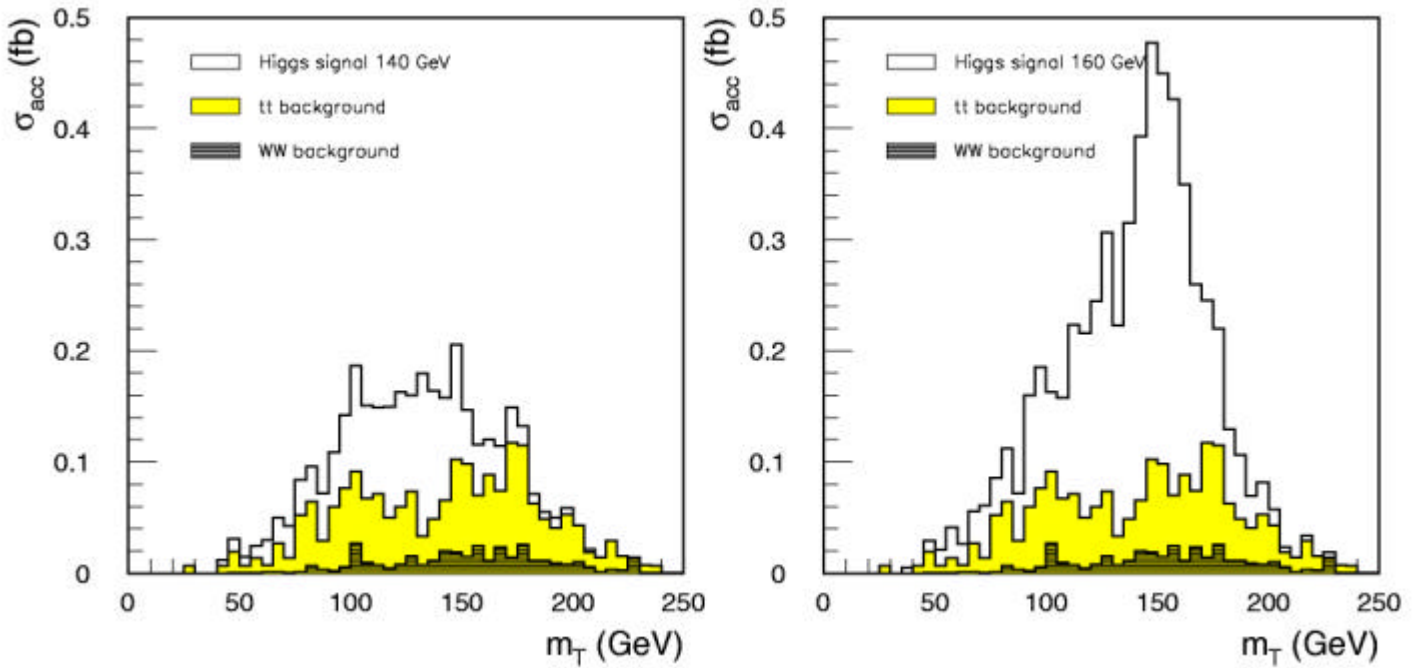 σacc (fb)
0.5
0.4
0.3
0.2
0.1
0
Higgs signal 140 GeV
tt background
WW background
0 50 100 150 200 250
mT (GeV)
σacc (fb)
0.5
0.4
0.3
0.2
0.1
0
Higgs signal 160 GeV
tt background
WW background
0 50 100 150 200 250
mT (GeV)